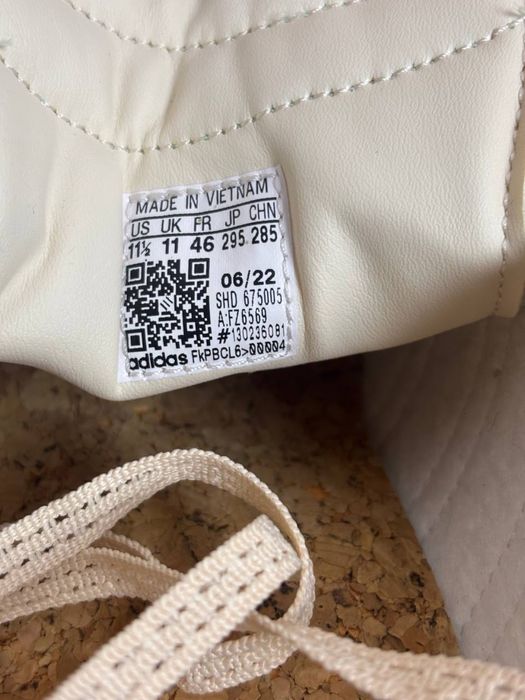 MADE IN VIETNAM
US UK FR JP CHN
11½ 11 46 295 285
06/22
SHD 675005
A:FZ6569
#130236081
adidas FkPBCL6>00004